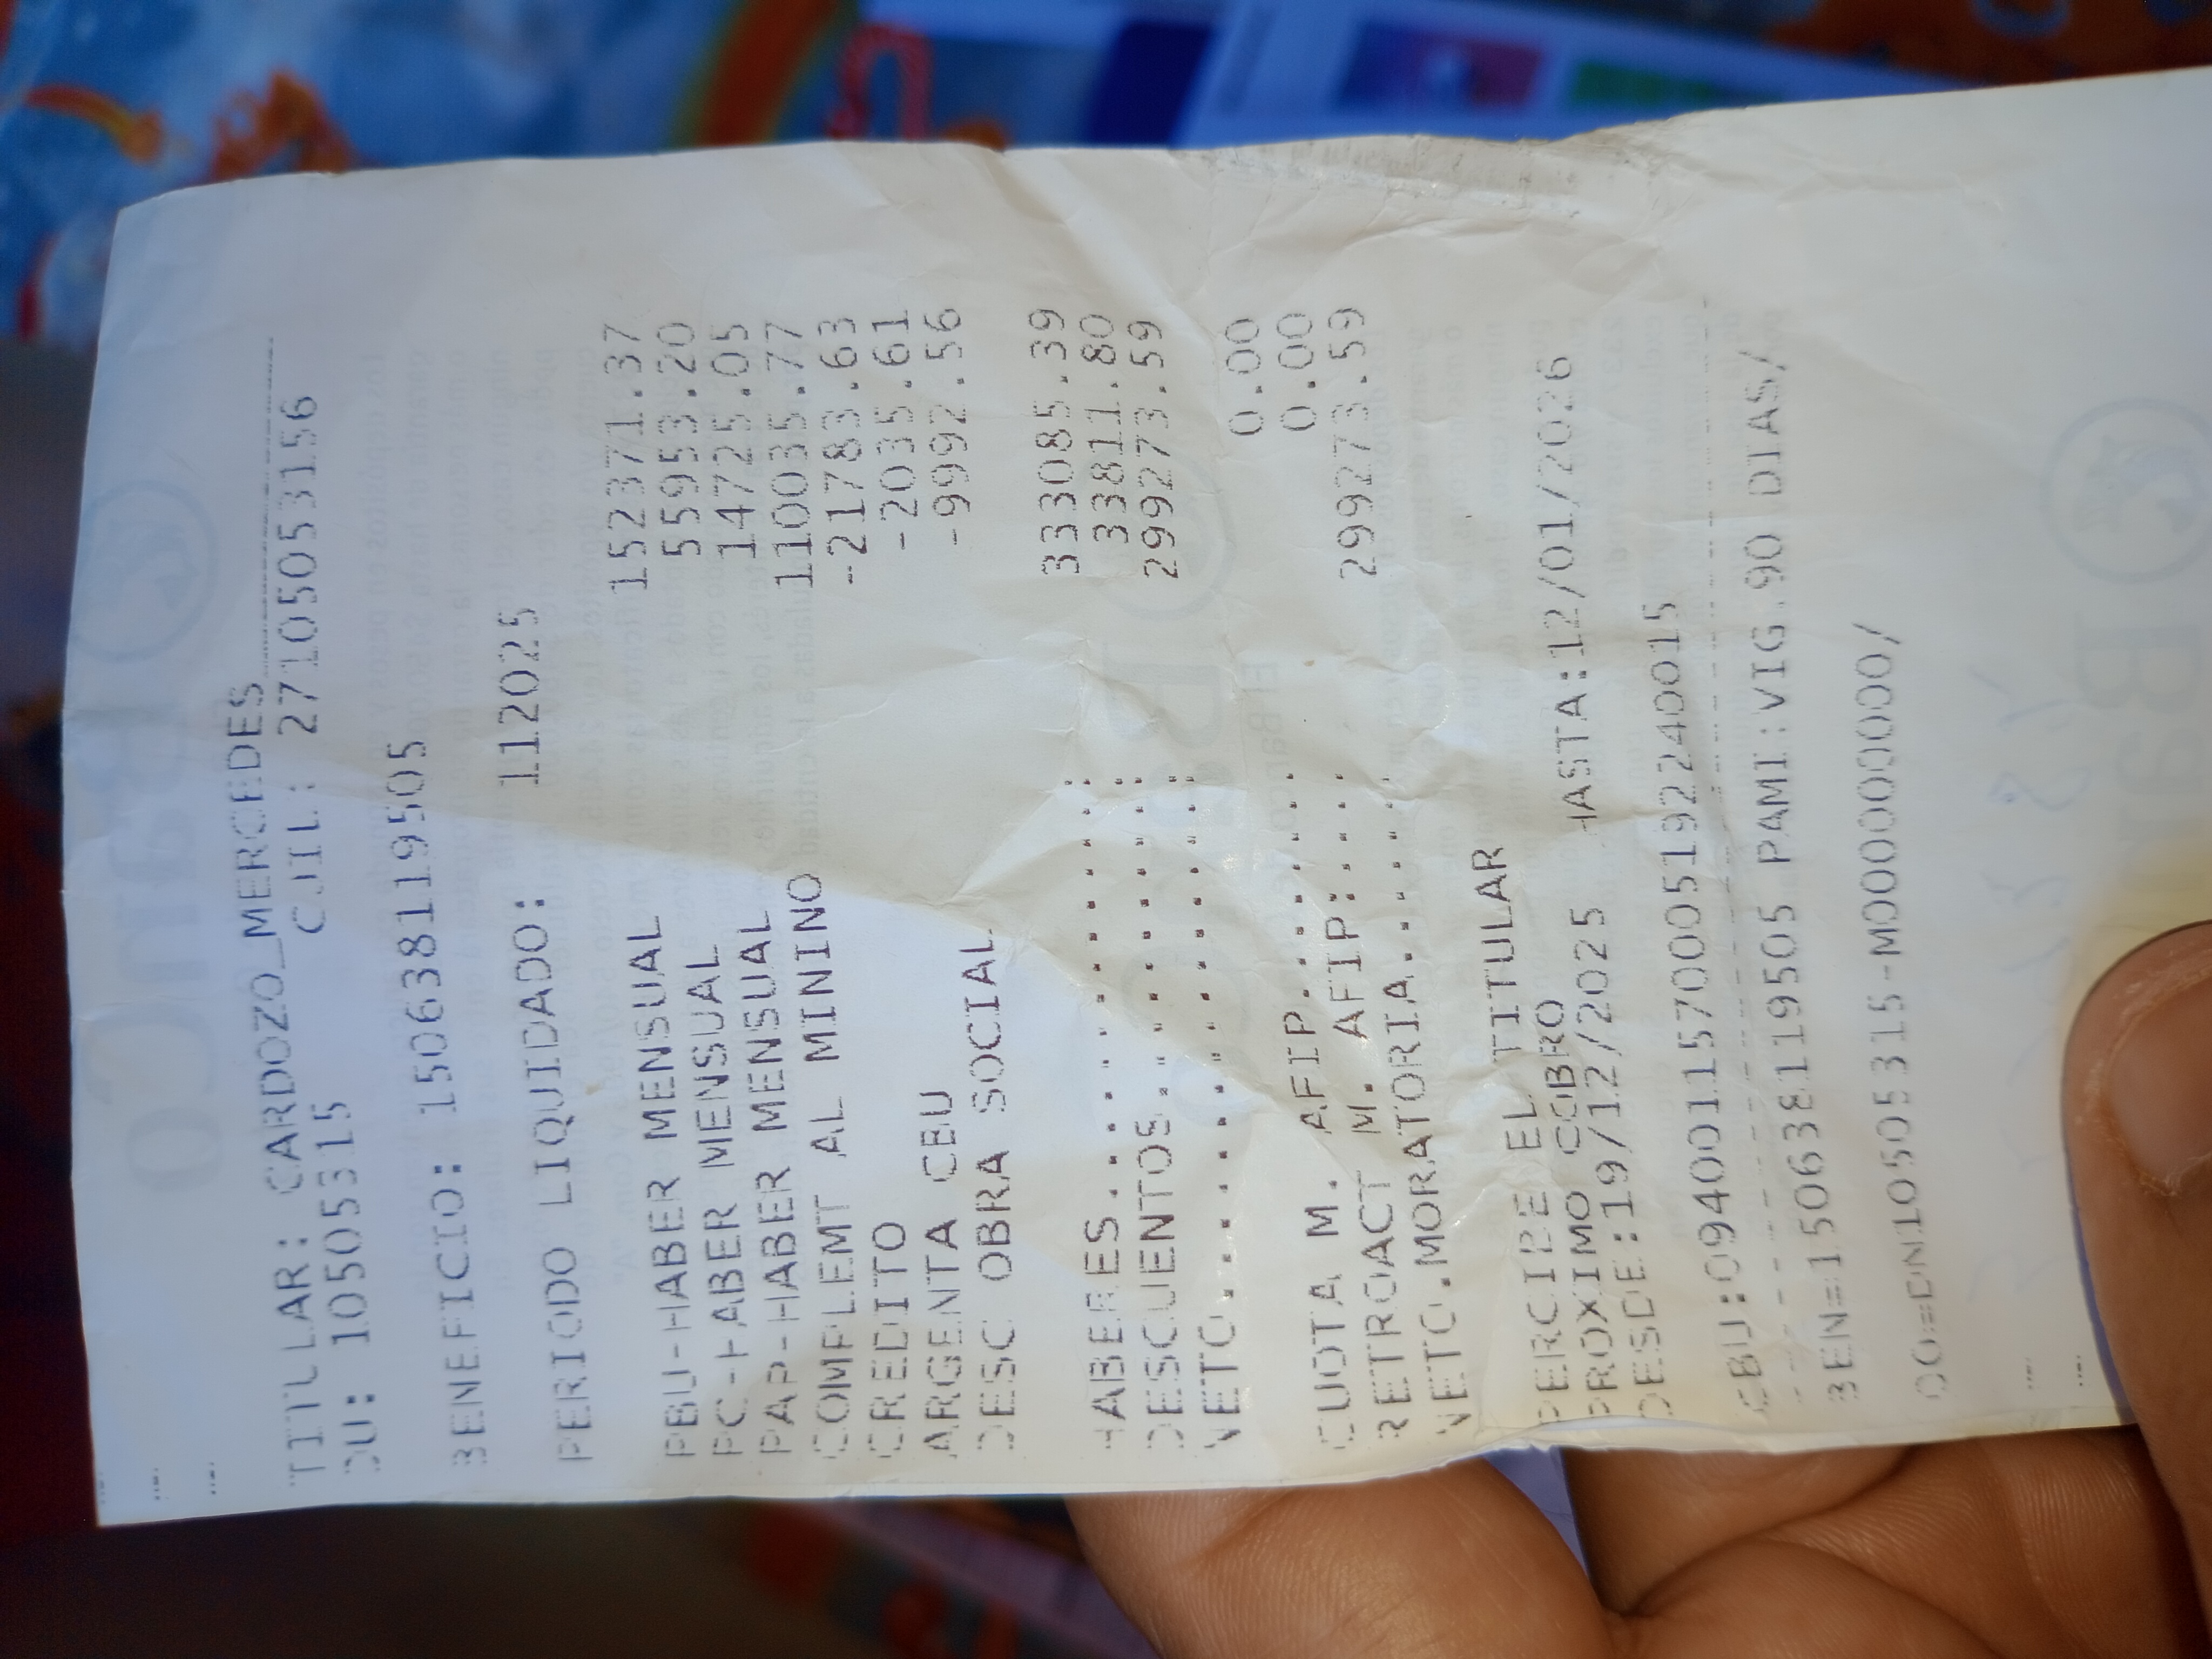 TITULAR: CARDOZO_MERCEDES
DU: 10505315 CUIL: 27105053156
BENEFICIO: 15063811950​5
PERIODO LIQUIDADO: 112025
PBU-HABER MENSUAL 152371.37
PC-HABER MENSUAL 55953.20
PAP-HABER MENSUAL 14725.05
COMPLEMT AL MININO 110035.77
CREDITO -21783.63
ARGENTA CBU -2035.61
DESC OBRA SOCIAL -9992.56
HABERES.............: 333085.39
DESCUENTOS..........: 33811.80
NETO................: 299273.59
CUOTA M. AFIP.......: 0.00
RETROACT M. AFIP:...: 0.00
NETO.MORATORIA......: 299273.59
PERCIBE EL TITULAR
PROXIMO COBRO
DESDE:19/12/2025 HASTA:12/01/2026
CBU:0940011570005192240015
BEN=150638119505 PAMI:VIG.90 DIAS/
OO:=DN10505315-M000000000/